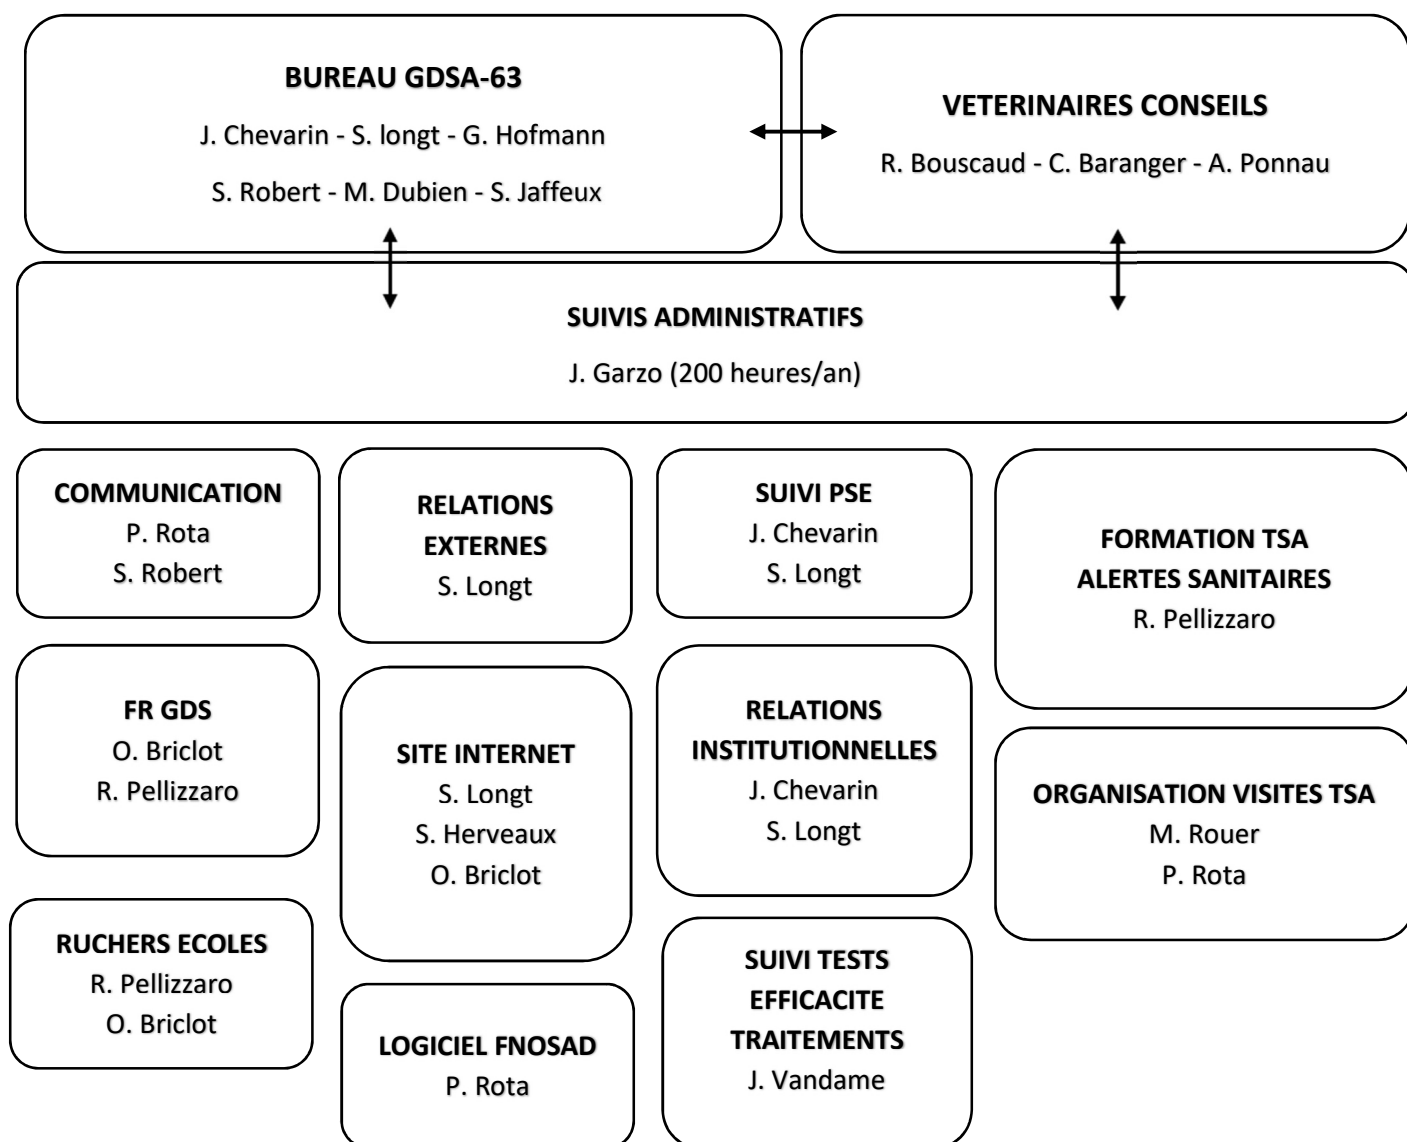 BUREAU GDSA-63
J. Chevarin - S. longt - G. Hofmann
S. Robert - M. Dubien - S. Jaffeux
VETERINAIRES CONSEILS
R. Bouscaud - C. Baranger - A. Ponnau
SUIVIS ADMINISTRATIFS
J. Garzo (200 heures/an)
COMMUNICATION
P. Rota
S. Robert
RELATIONS
EXTERNES
S. Longt
SUIVI PSE
J. Chevarin
S. Longt
FORMATION TSA
ALERTES SANITAIRES
R. Pellizzaro
FR GDS
O. Briclot
R. Pellizzaro
SITE INTERNET
S. Longt
S. Herveaux
O. Briclot
RELATIONS
INSTITUTIONNELLES
J. Chevarin
S. Longt
ORGANISATION VISITES TSA
M. Rouer
P. Rota
RUCHERS ECOLES
R. Pellizzaro
O. Briclot
LOGICIEL FNOSAD
P. Rota
SUIVI TESTS
EFFICACITE
TRAITEMENTS
J. Vandame